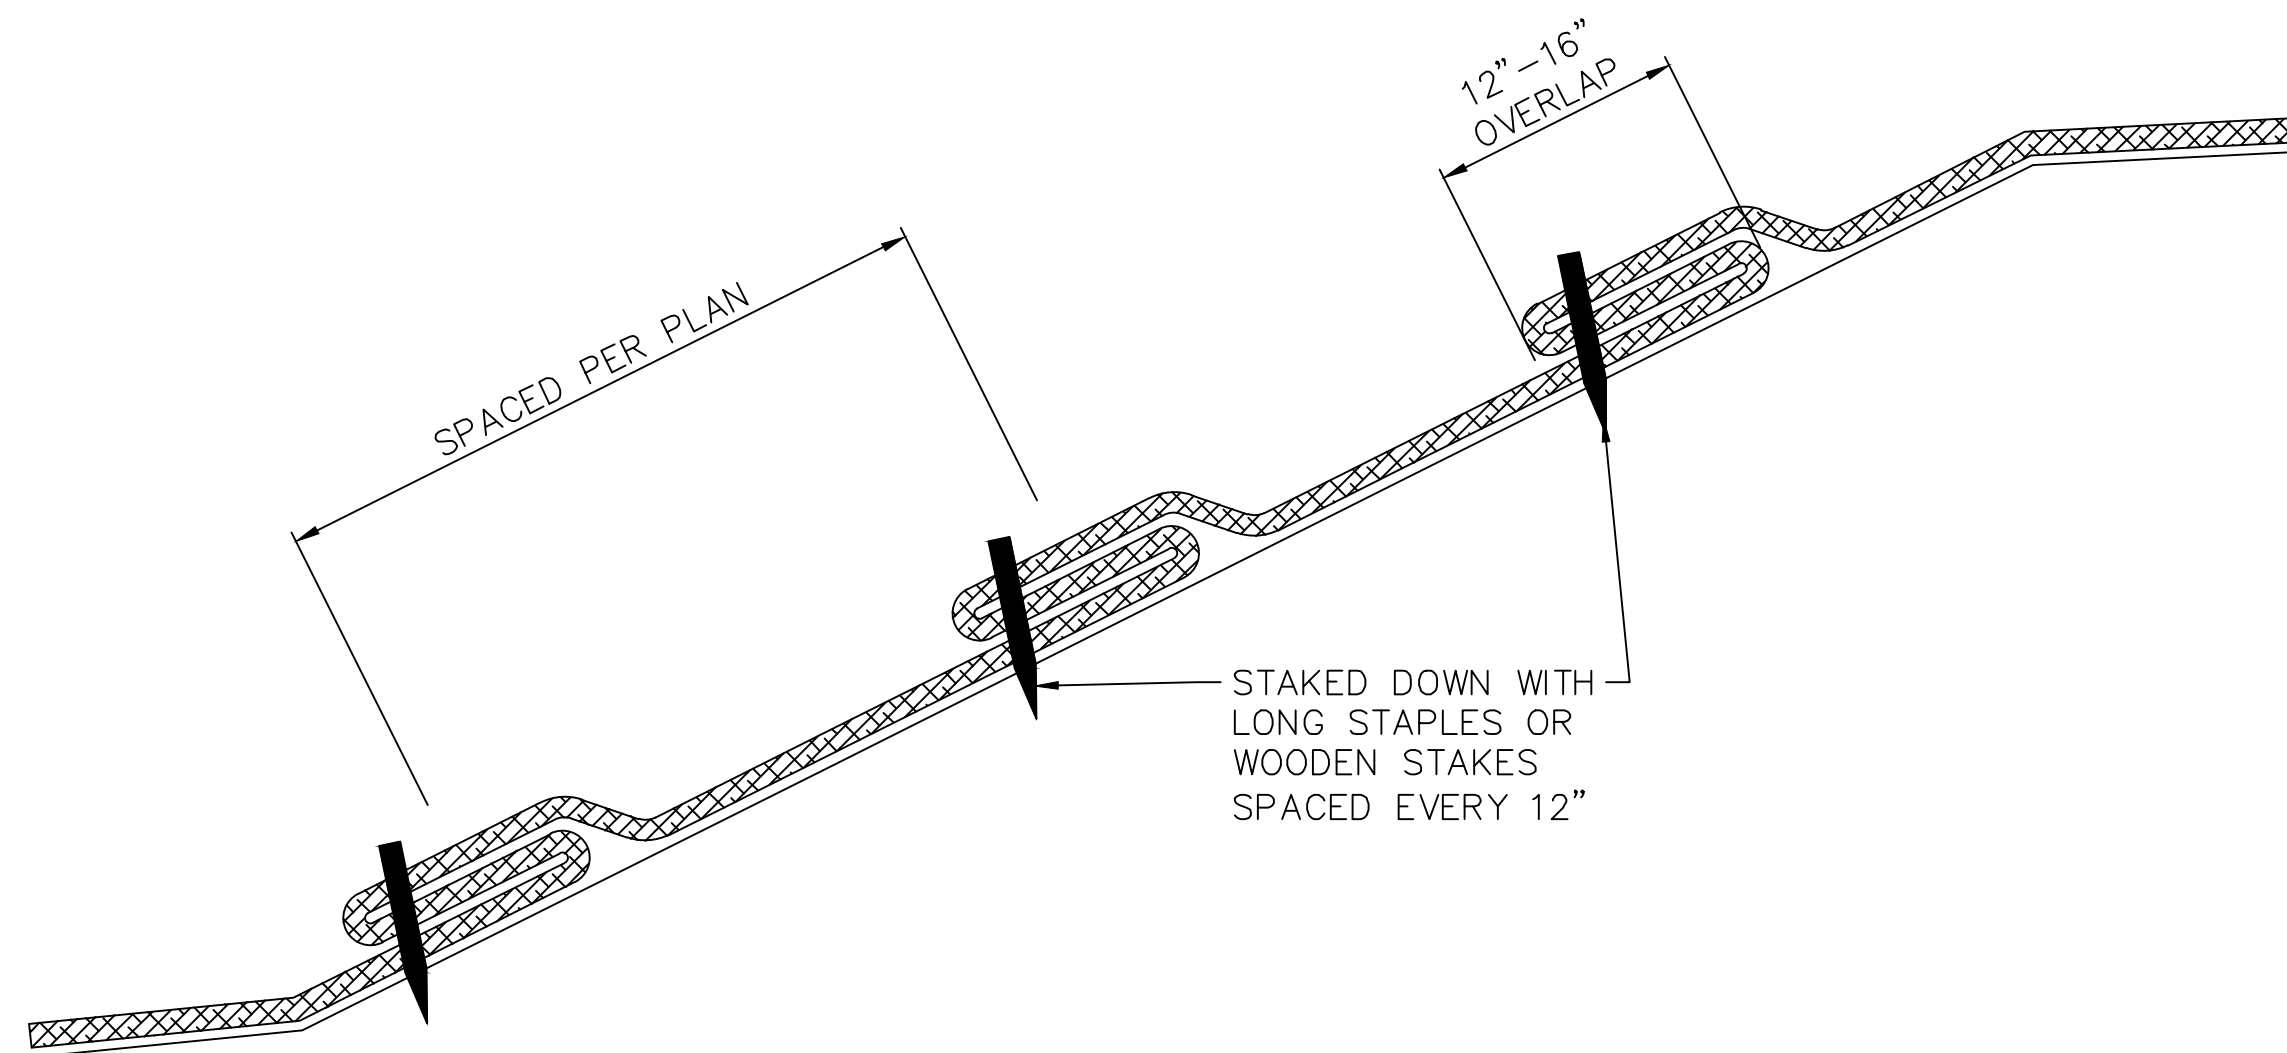 12”–16”
OVERLAP
SPACED PER PLAN
STAKED DOWN WITH
LONG STAPLES OR
WOODEN STAKES
SPACED EVERY 12”